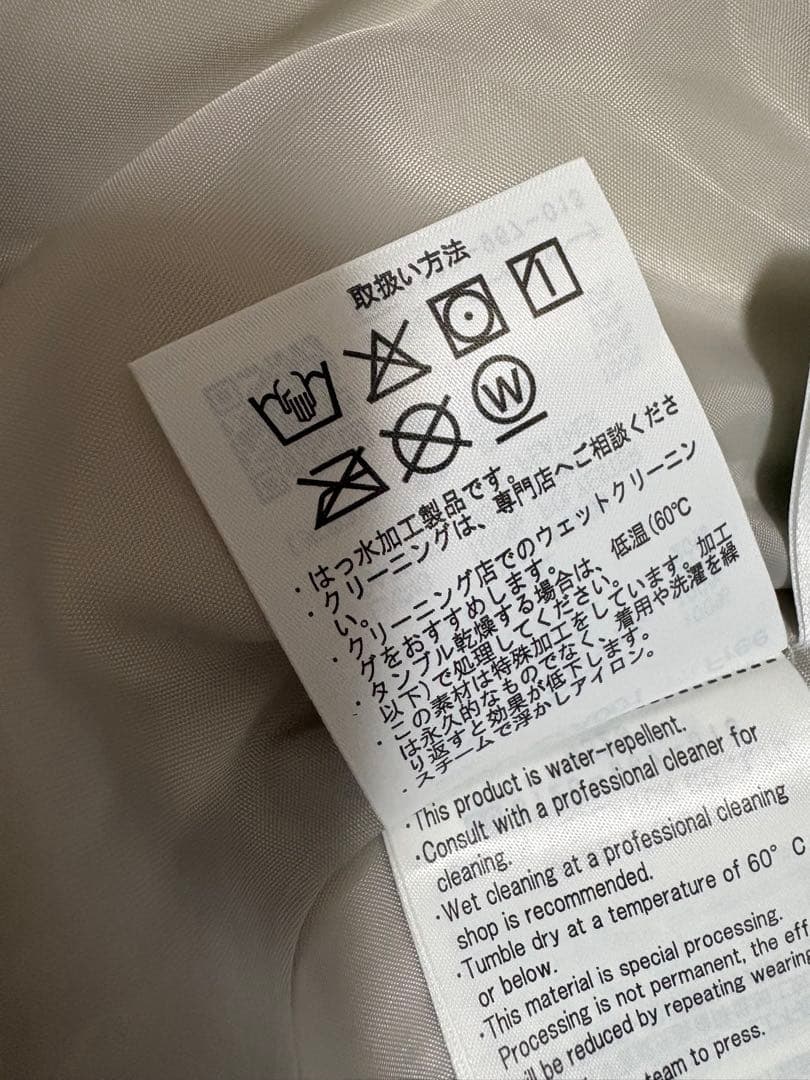 取扱い方法
W
・はっ水加工製品です。
・クリーニングは、専門店へご相談くださ
い。
・クリーニング店でのウェットクリーニン
グをおすすめします。
・タンブル乾燥する場合は、低温(60℃
以下)で処理してください。
・この素材は特殊加工をしています。加工
は永久的なものでなく、着用や洗濯を繰
り返すと効果が低下します。
・スチームで浮かしアイロン。
・This product is water-repellent.
・Consult with a professional cleaner for
cleaning.
・Wet cleaning at a professional cleaning
shop is recommended.
・Tumble dry at a temperature of 60° C
or below.
・This material is special processing.
Processing is not permanent, the eff
be reduced by repeating wearing
to press.